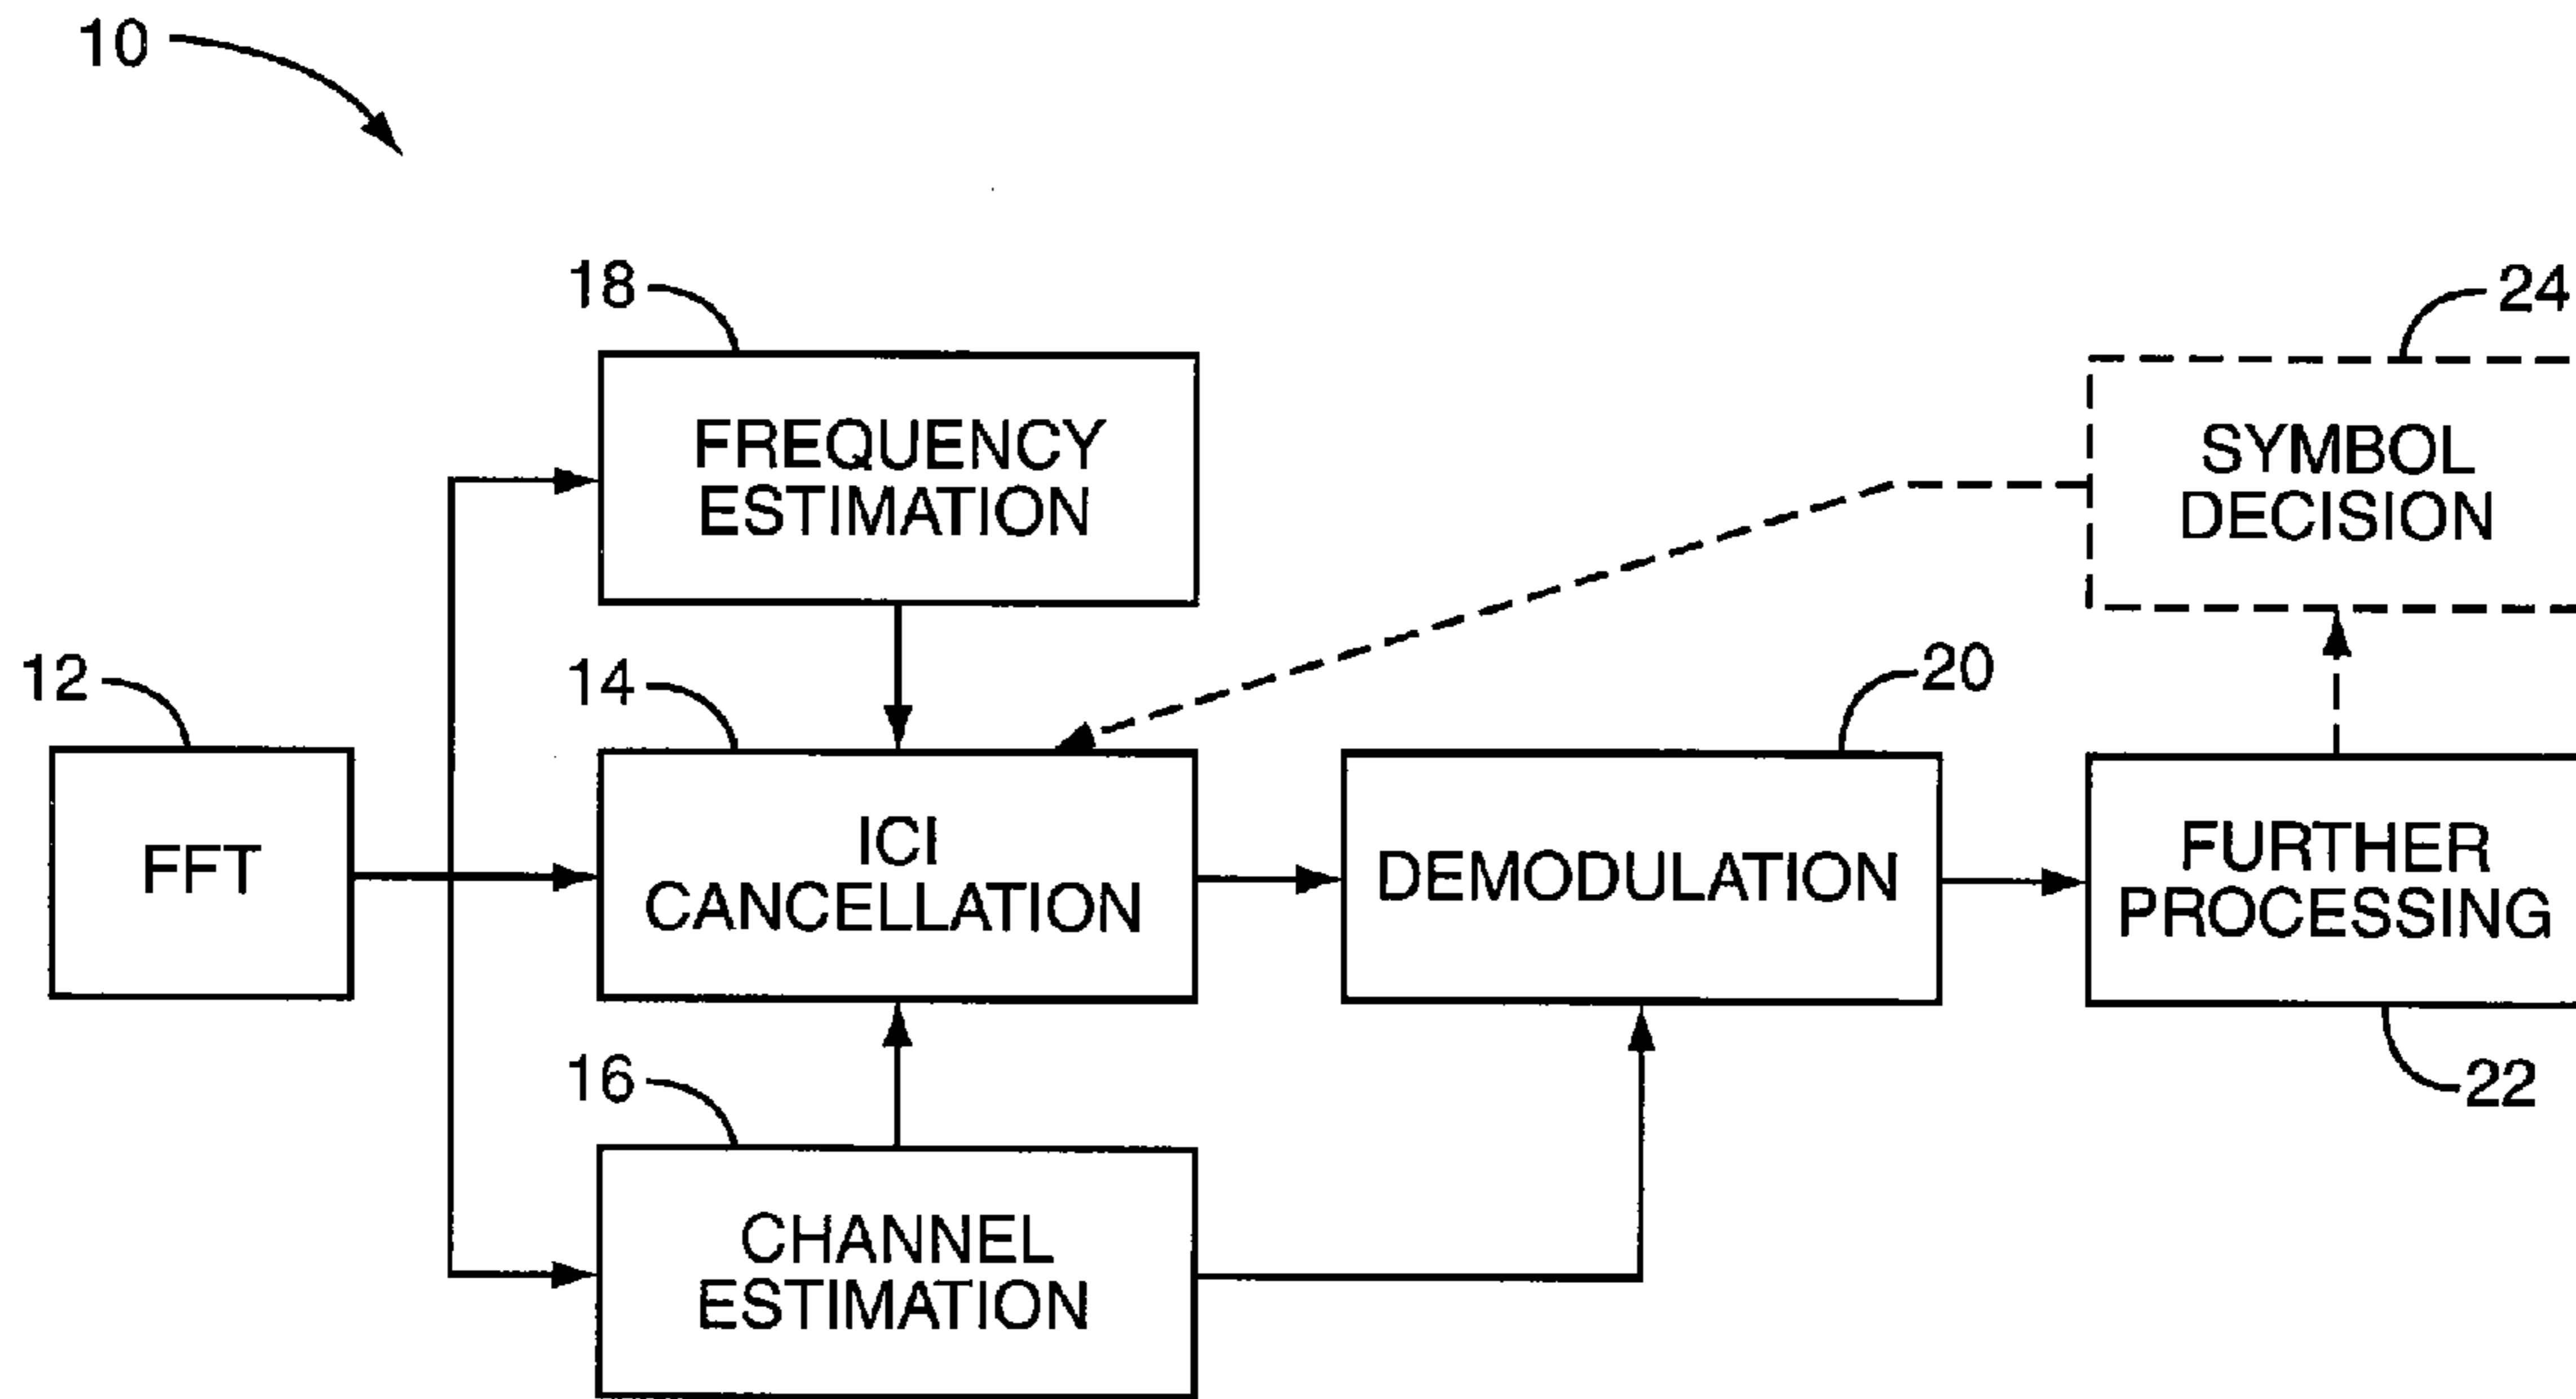 10
18
24
FREQUENCY
ESTIMATION
SYMBOL
DECISION
12
14
20
FFT
ICI
CANCELLATION
DEMODULATION
FURTHER
PROCESSING
16
22
CHANNEL
ESTIMATION